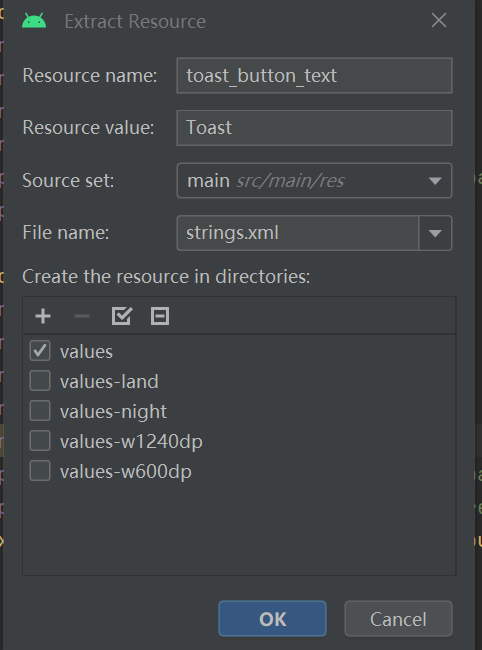 Extract Resource
Resource name: toast_button_text
Resource value: Toast
Source set: main src/main/res
File name: strings.xml
Create the resource in directories:
values
values-land
values-night
values-w1240dp
values-w600dp
OK Cancel